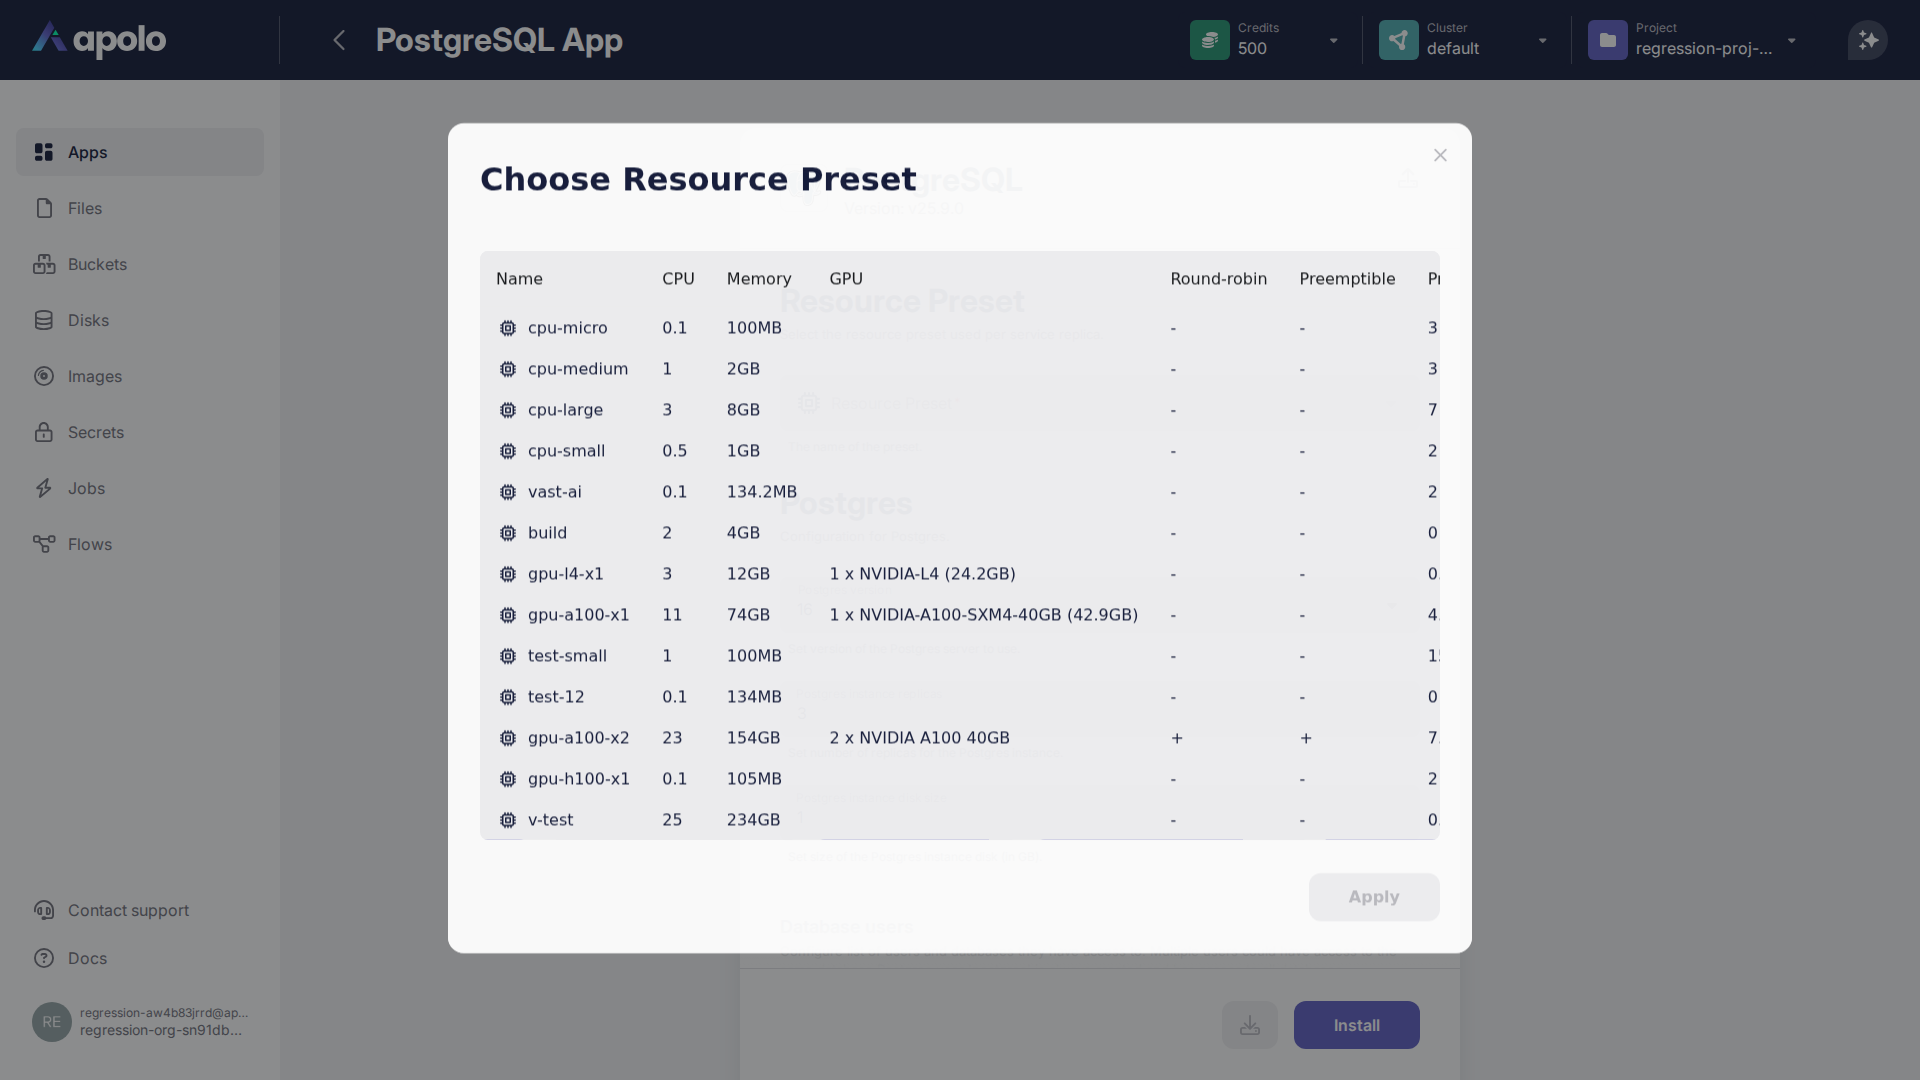 apolo
PostgreSQL App
Credits
500
Cluster
default
Project
regression-proj-...
Apps
Files
Buckets
Disks
Images
Secrets
Jobs
Flows
Contact support
Docs
RE
regression-aw4b83jrrd@ap...
regression-org-sn91db...
Choose Resource Preset
Name CPU Memory GPU Round-robin Preemptible
cpu-micro 0.1 100MB - - 3
cpu-medium 1 2GB - - 3
cpu-large 3 8GB - - 7
cpu-small 0.5 1GB - - 2
vast-ai 0.1 134.2MB - - 2
build 2 4GB - - 0
gpu-l4-x1 3 12GB 1 x NVIDIA-L4 (24.2GB) - - 0.
gpu-a100-x1 11 74GB 1 x NVIDIA-A100-SXM4-40GB (42.9GB) - - 4.
test-small 1 100MB - - 15
test-12 0.1 134MB - - 0
gpu-a100-x2 23 154GB 2 x NVIDIA A100 40GB + + 7.
gpu-h100-x1 0.1 105MB - - 2
v-test 25 234GB - - 0.
Apply
Resource Preset
Postgres
Database users
Install